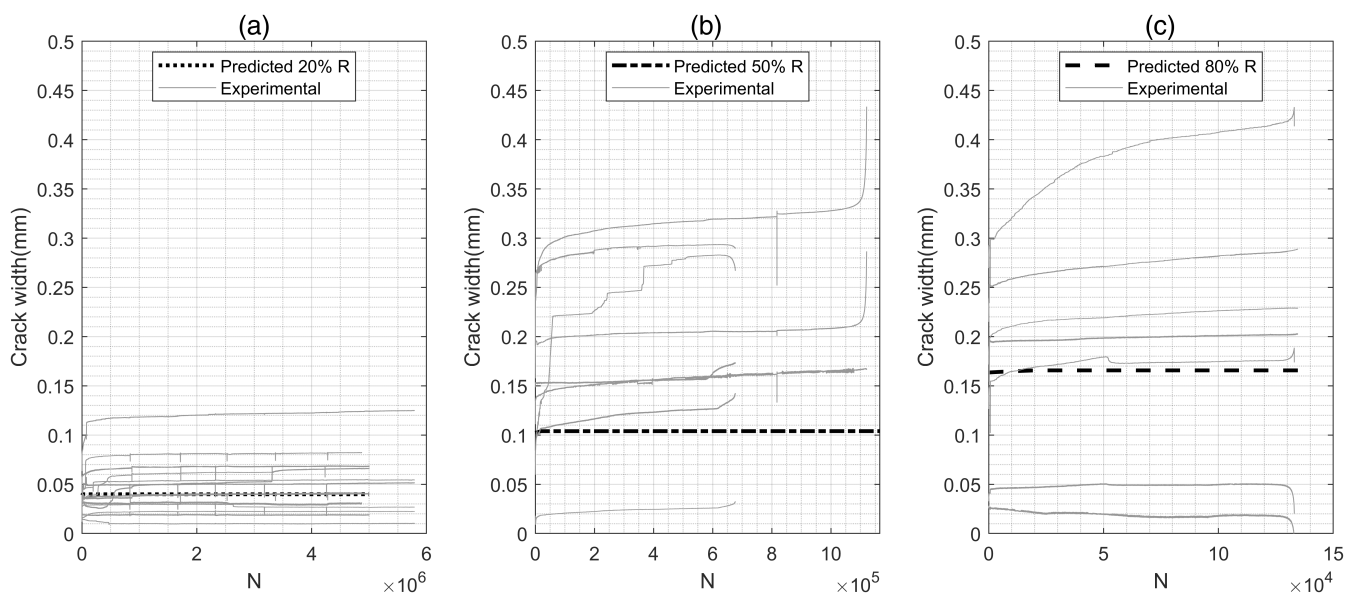 (a)
Predicted 20% R
Experimental
Crack width(mm)
0.5
0.45
0.4
0.35
0.3
0.25
0.2
0.15
0.1
0.05
0
0 2 4 6
N
×10^6
(b)
Predicted 50% R
Experimental
Crack width(mm)
0.5
0.45
0.4
0.35
0.3
0.25
0.2
0.15
0.1
0.05
0
0 2 4 6 8 10
N
×10^5
(c)
Predicted 80% R
Experimental
Crack width(mm)
0.5
0.45
0.4
0.35
0.3
0.25
0.2
0.15
0.1
0.05
0
0 5 10 15
N
×10^4